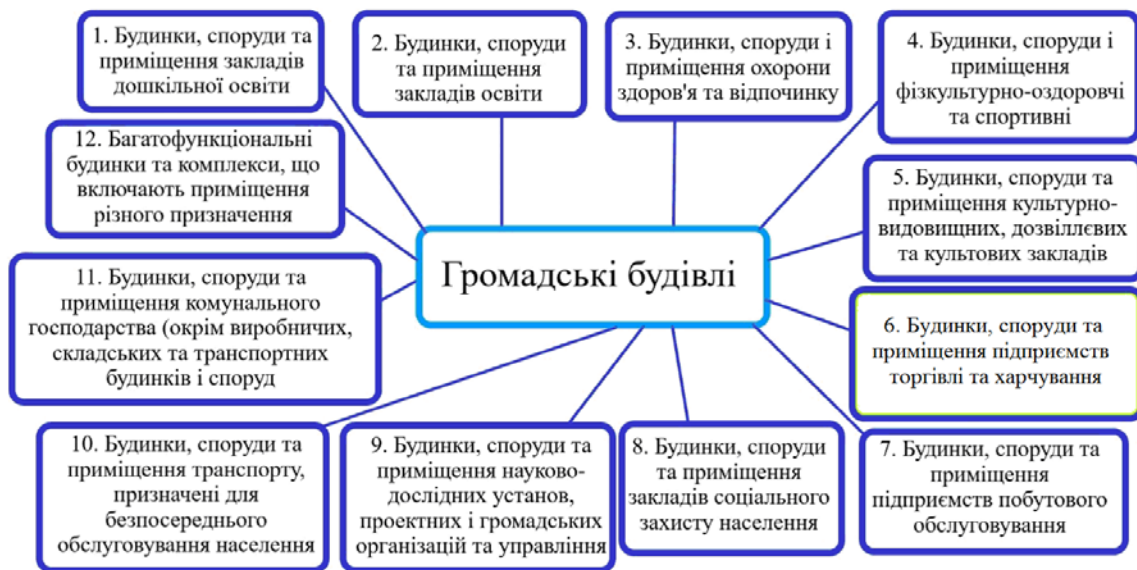 1. Будинки, споруди та
приміщення закладів
дошкільної освіти
2. Будинки, споруди
та приміщення
закладів освіти
3. Будинки, споруди і
приміщення охорони
здоров'я та відпочинку
4. Будинки, споруди і
приміщення
фізкультурно-оздоровчі
та спортивні
12. Багатофункціональні
будинки та комплекси, що
включають приміщення
різного призначення
5. Будинки, споруди та
приміщення культурно-
видовищних, дозвіллєвих
та культових закладів
Громадські будівлі
11. Будинки, споруди та
приміщення комунального
господарства (окрім виробничих,
складських та транспортних
будинків і споруд
6. Будинки, споруди та
приміщення підприємств
торгівлі та харчування
10. Будинки, споруди та
приміщення транспорту,
призначені для
безпосереднього
обслуговування населення
9. Будинки, споруди та
приміщення науково-
дослідних установ,
проектних і громадських
організацій та управління
8. Будинки, споруди
та приміщення
закладів соціального
захисту населення
7. Будинки, споруди та
приміщення
підприємств побутового
обслуговування